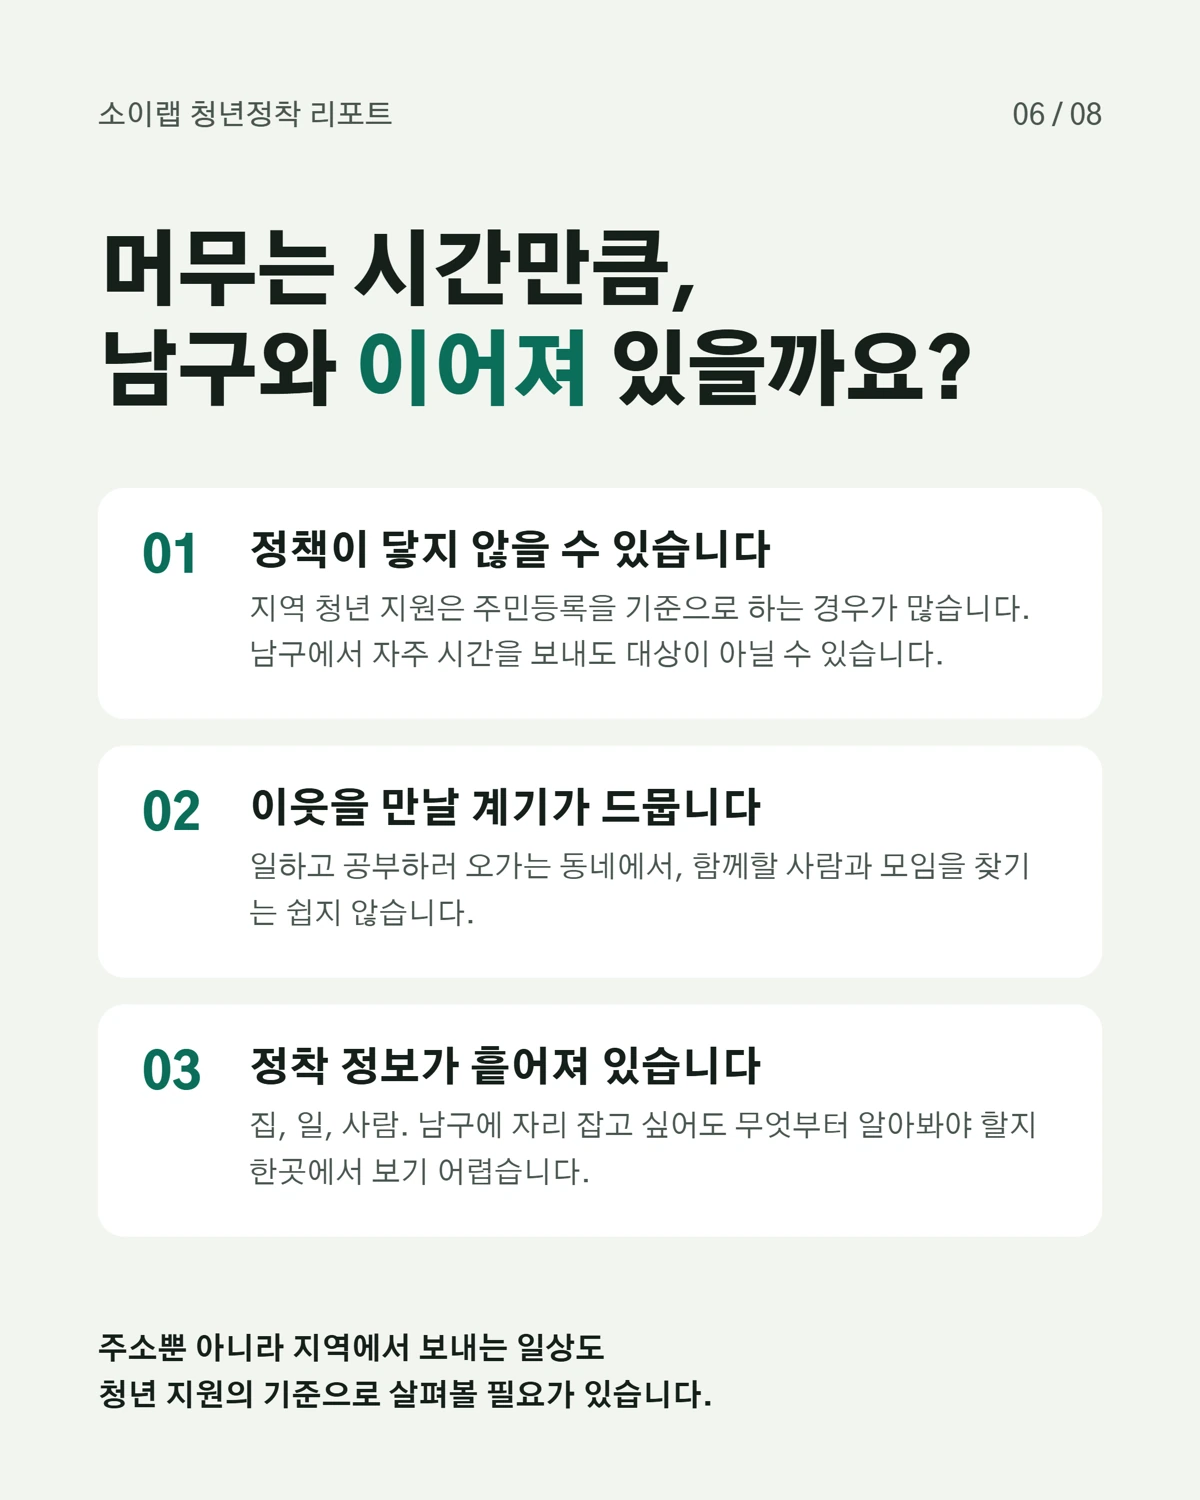 소이랩 청년정착 리포트
06 / 08
머무는 시간만큼,
남구와 이어져 있을까요?
01
정책이 닿지 않을 수 있습니다
지역 청년 지원은 주민등록을 기준으로 하는 경우가 많습니다.
남구에서 자주 시간을 보내도 대상이 아닐 수 있습니다.
02
이웃을 만날 계기가 드뭅니다
일하고 공부하러 오가는 동네에서, 함께할 사람과 모임을 찾기
는 쉽지 않습니다.
03
정착 정보가 흩어져 있습니다
집, 일, 사람. 남구에 자리 잡고 싶어도 무엇부터 알아봐야 할지
한곳에서 보기 어렵습니다.
주소뿐 아니라 지역에서 보내는 일상도
청년 지원의 기준으로 살펴볼 필요가 있습니다.